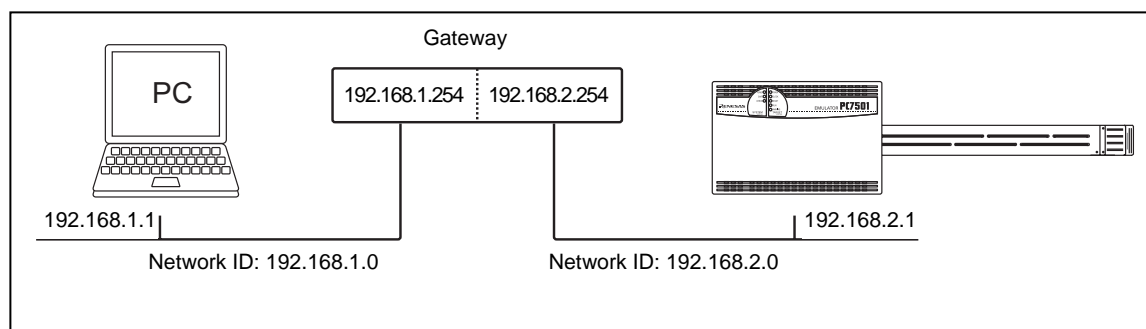 Gateway
PC
192.168.1.254
192.168.2.254
RENESAS
EMULATOR PC7501
192.168.1.1
192.168.2.1
Network ID: 192.168.1.0
Network ID: 192.168.2.0